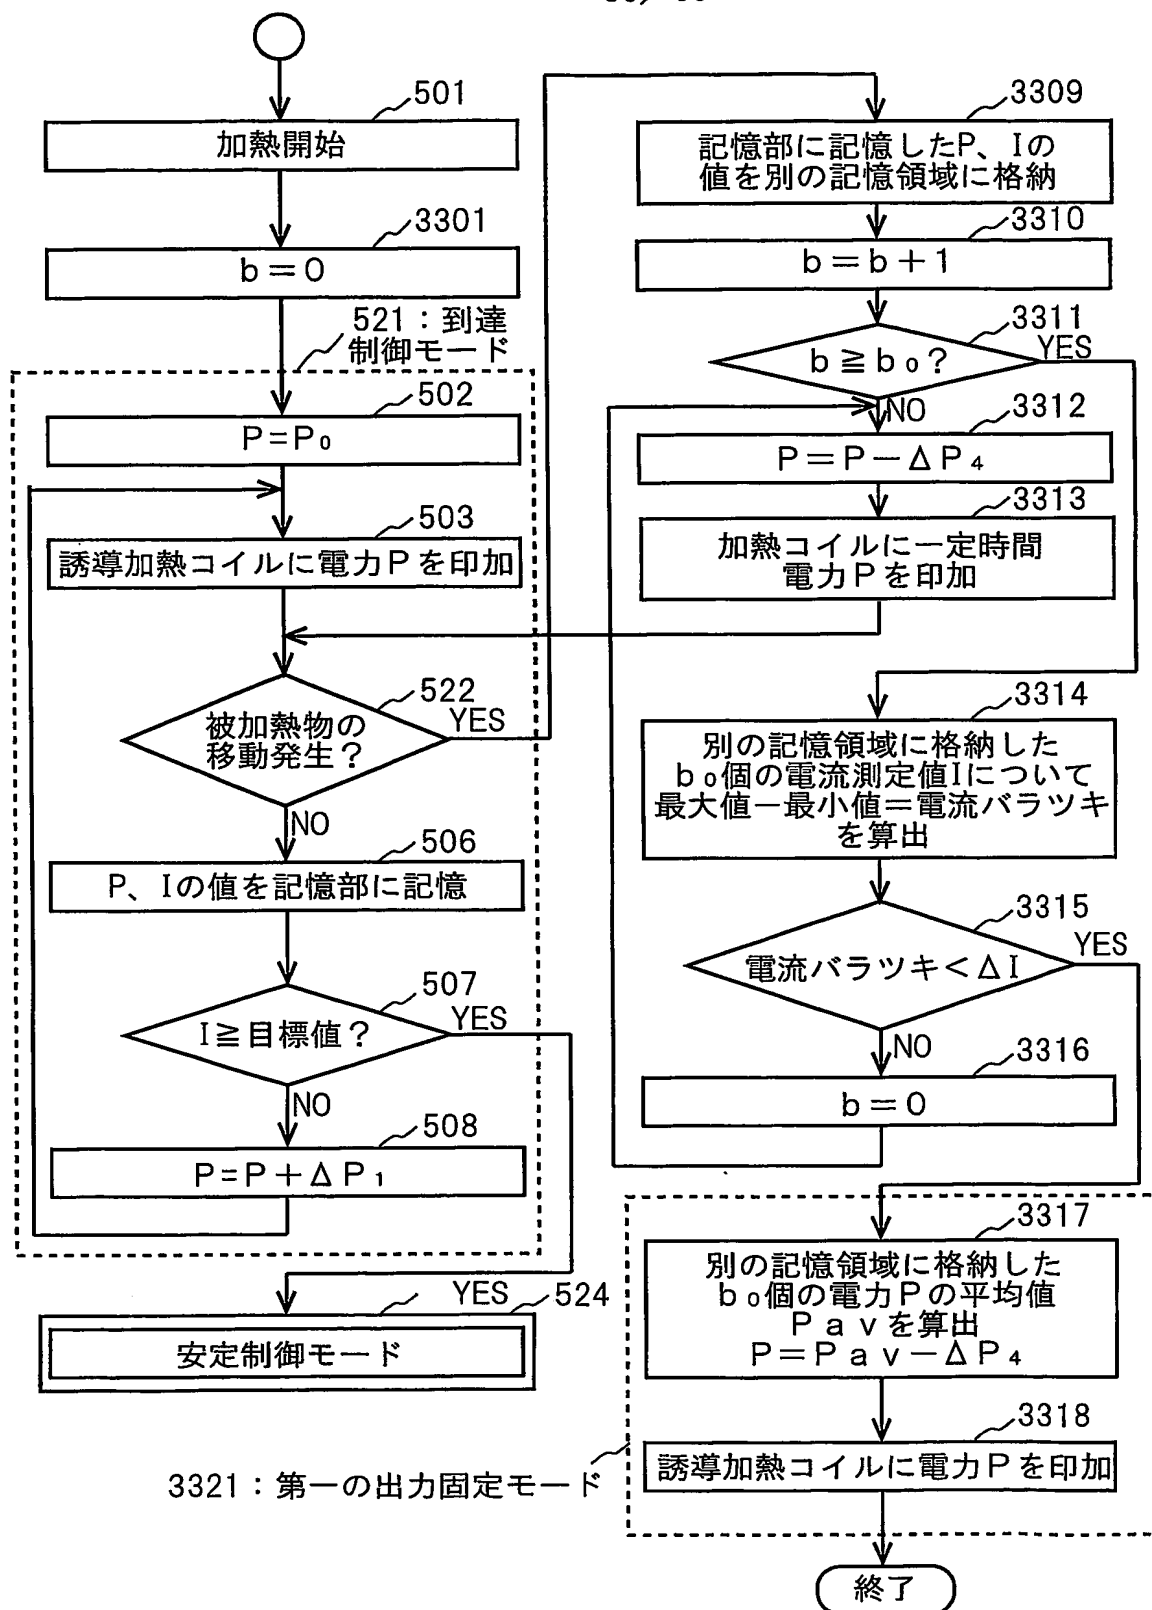 501
加熱開始
3301
b=0
521:到達
制御モード
502
P=P₀
503
誘導加熱コイルに電力Pを印加
522
被加熱物の
移動発生?
YES
NO
506
P、Iの値を記憶部に記憶
507
I≧目標値?
YES
NO
508
P=P+ΔP₁
YES
524
安定制御モード
3309
記憶部に記憶したP、Iの
値を別の記憶領域に格納
3310
b=b+1
3311
b≧b₀?
YES
NO
3312
P=P-ΔP₄
3313
加熱コイルに一定時間
電力Pを印加
3314
別の記憶領域に格納した
b₀個の電流測定値Iについて
最大値-最小値=電流バラツキ
を算出
3315
電流バラツキ<ΔI
YES
NO
3316
b=0
3317
別の記憶領域に格納した
b₀個の電力Pの平均値
Pavを算出
P=Pav-ΔP₄
3318
誘導加熱コイルに電力Pを印加
3321:第一の出力固定モード
終了